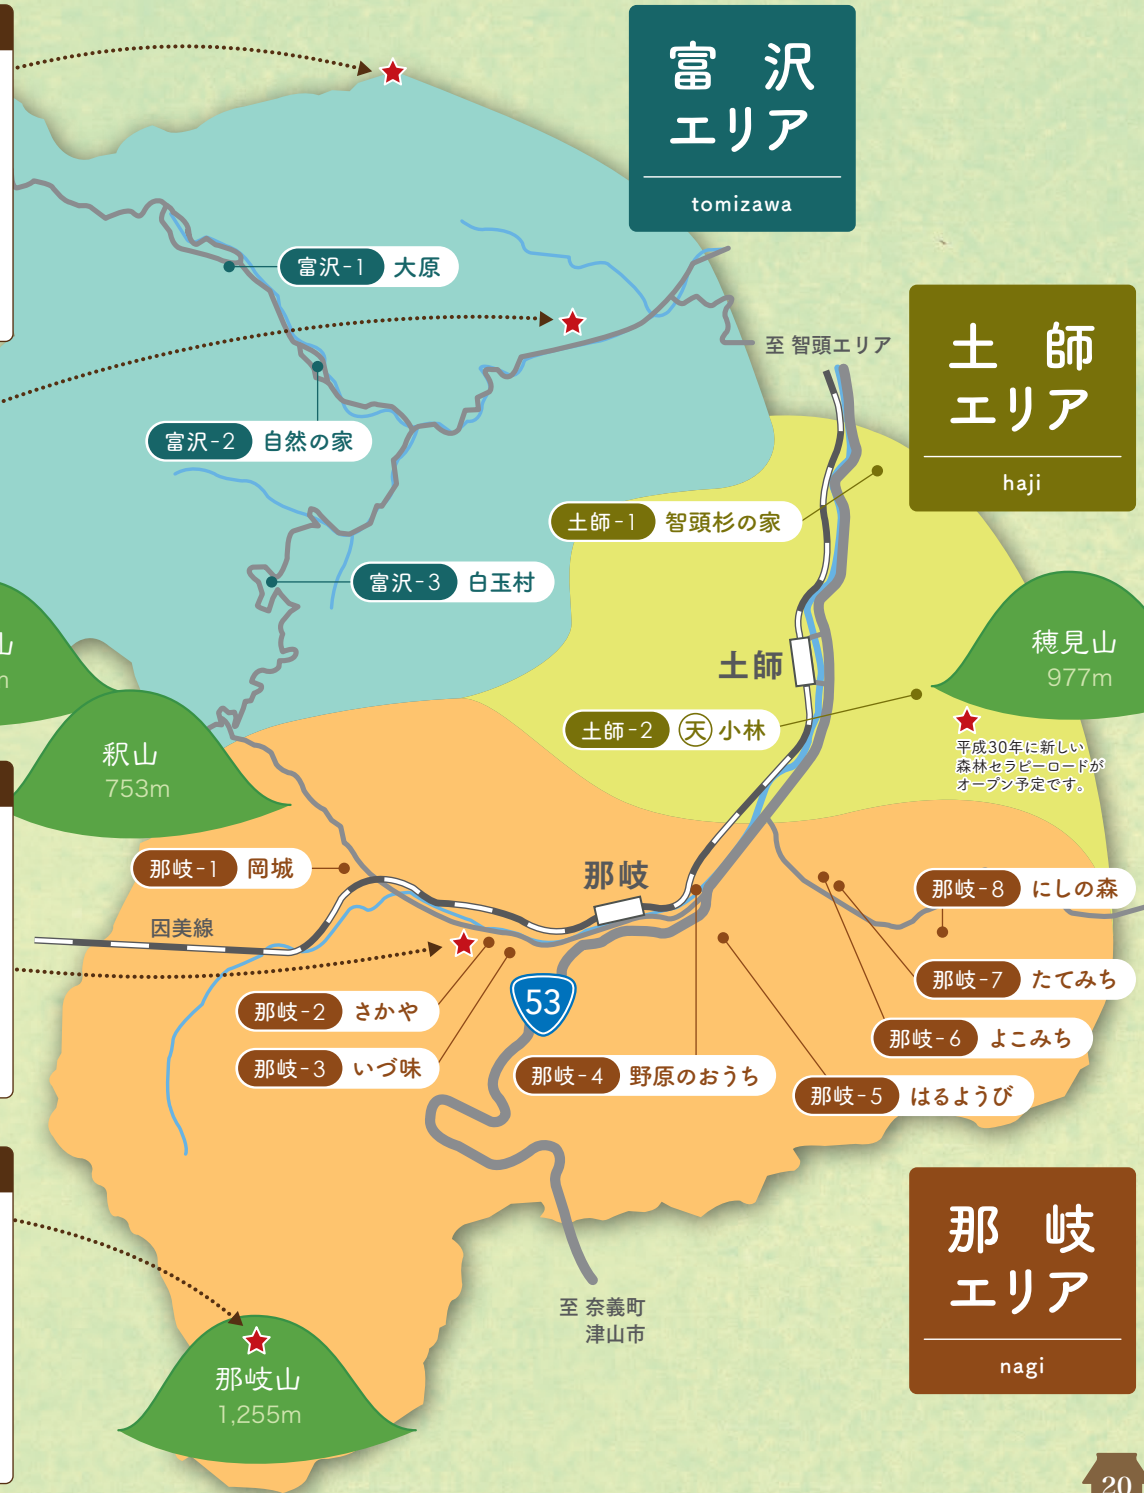 富沢
エリア
tomizawa
富沢-1 大原
至 智頭エリア
土師
エリア
haji
富沢-2 自然の家
土師-1 智頭杉の家
富沢-3 白玉村
山
m
穂見山
977m
土師
土師-2 天 小林
平成30年に新しい
森林セラピーロードが
オープン予定です。
釈山
753m
那岐-1 岡城
那岐
那岐-8 にしの森
因美線
那岐-7 たてみち
53
那岐-2 さかや
那岐-6 よこみち
那岐-3 いづ味
那岐-4 野原のおうち
那岐-5 はるようび
那岐
エリア
nagi
至 奈義町
津山市
那岐山
1,255m
20